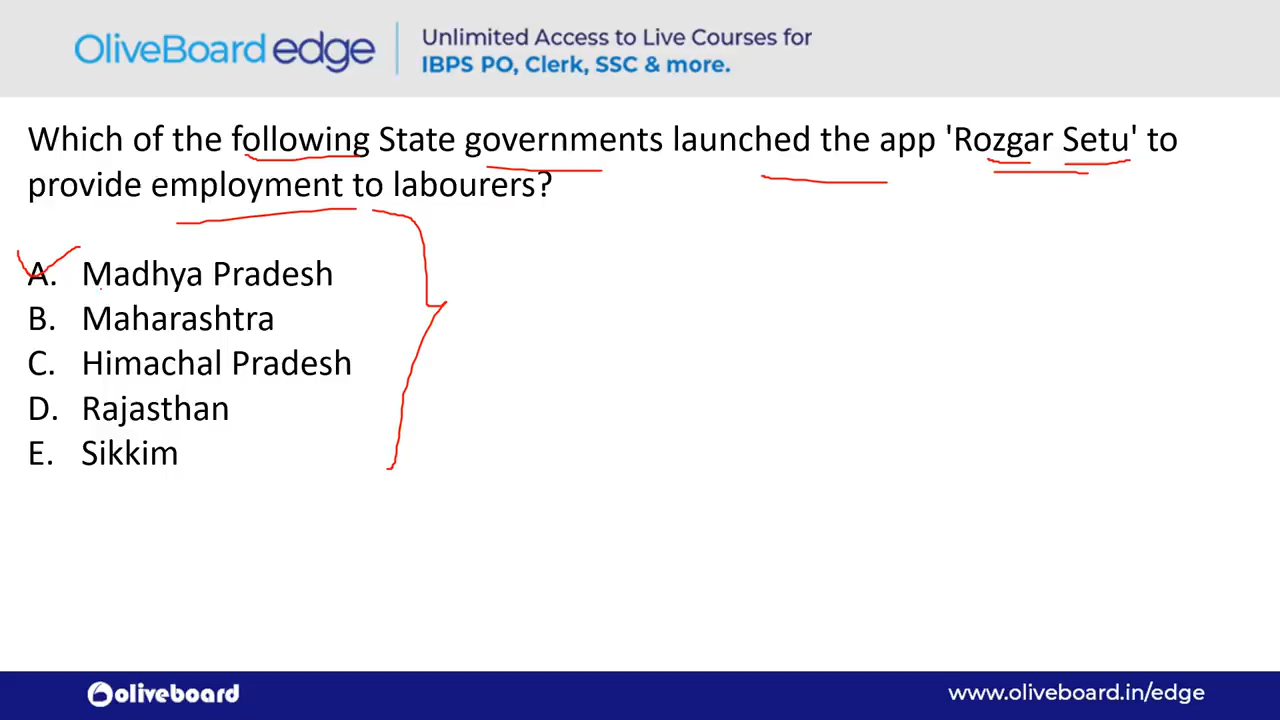 OliveBoard edge
Unlimited Access to Live Courses for
IBPS PO, Clerk, SSC & more.
Which of the following State governments launched the app 'Rozgar Setu' to
provide employment to labourers?
A. Madhya Pradesh
B. Maharashtra
C. Himachal Pradesh
D. Rajasthan
E. Sikkim
oliveboard
www.oliveboard.in/edge